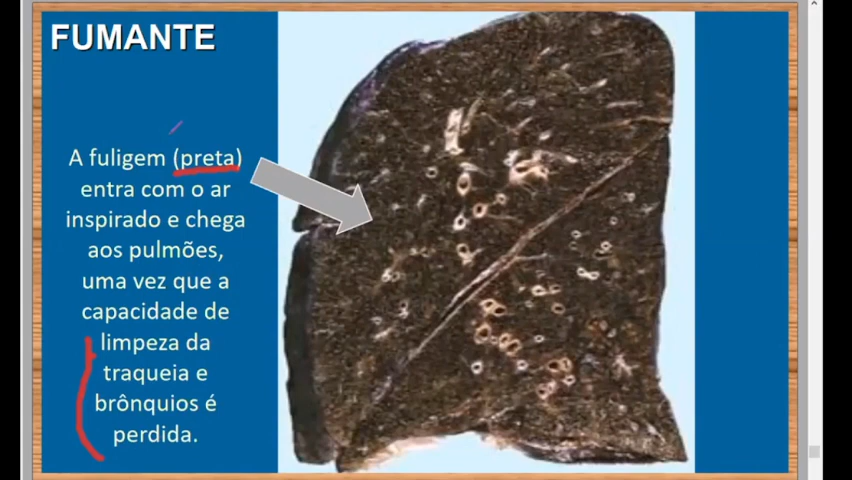 FUMANTE
A fuligem (preta)
entra com o ar
inspirado e chega
aos pulmões,
uma vez que a
capacidade de
limpeza da
traqueia e
brônquios é
perdida.